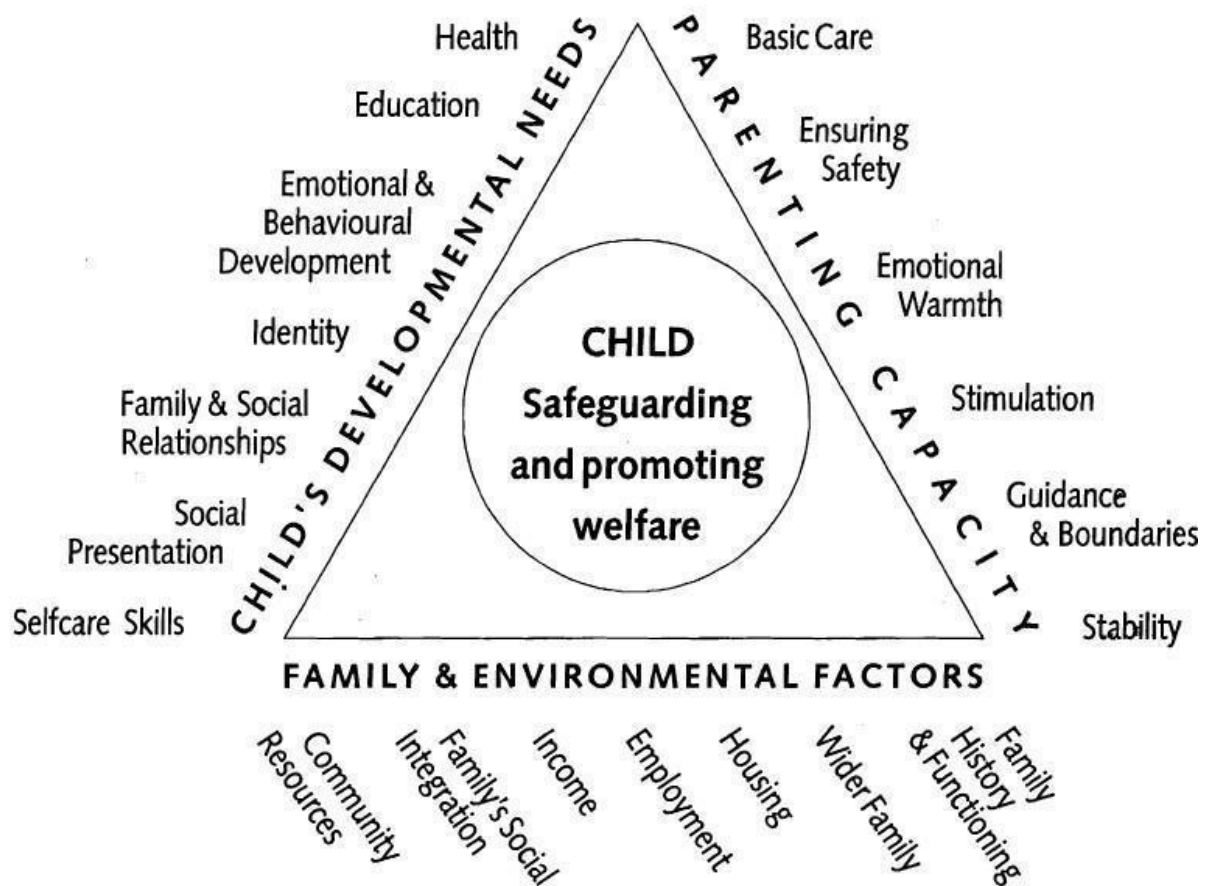 Health
Education
Emotional &
Behavioural
Development
Identity
Family & Social
Relationships
Social
Presentation
Selfcare Skills
CHILD'S DEVELOPMENTAL NEEDS
CHILD
Safeguarding
and promoting
welfare
PARENTING CAPACITY
Basic Care
Ensuring
Safety
Emotional
Warmth
Stimulation
Guidance
& Boundaries
Stability
FAMILY & ENVIRONMENTAL FACTORS
Community
Resources
Family's Social
Integration
Income
Employment
Housing
Wider Family
Family
History
& Functioning